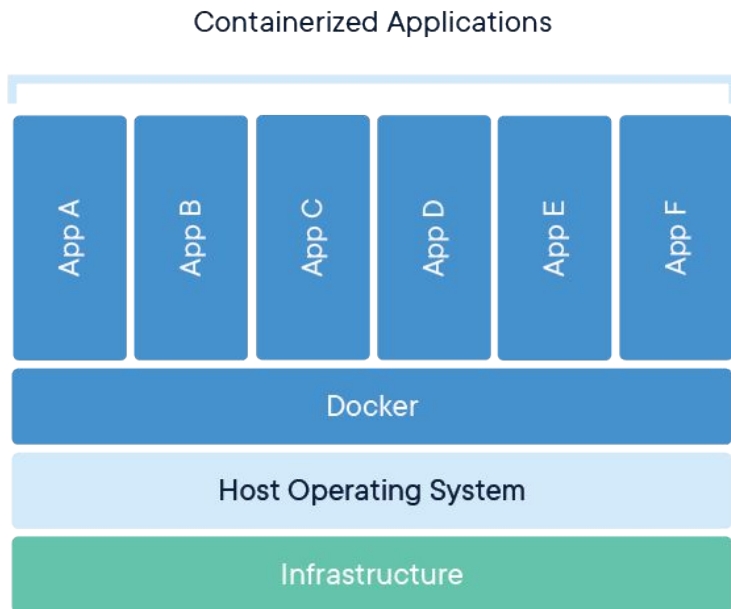 Containerized Applications
App A
App B
App C
App D
App E
App F
Docker
Host Operating System
Infrastructure